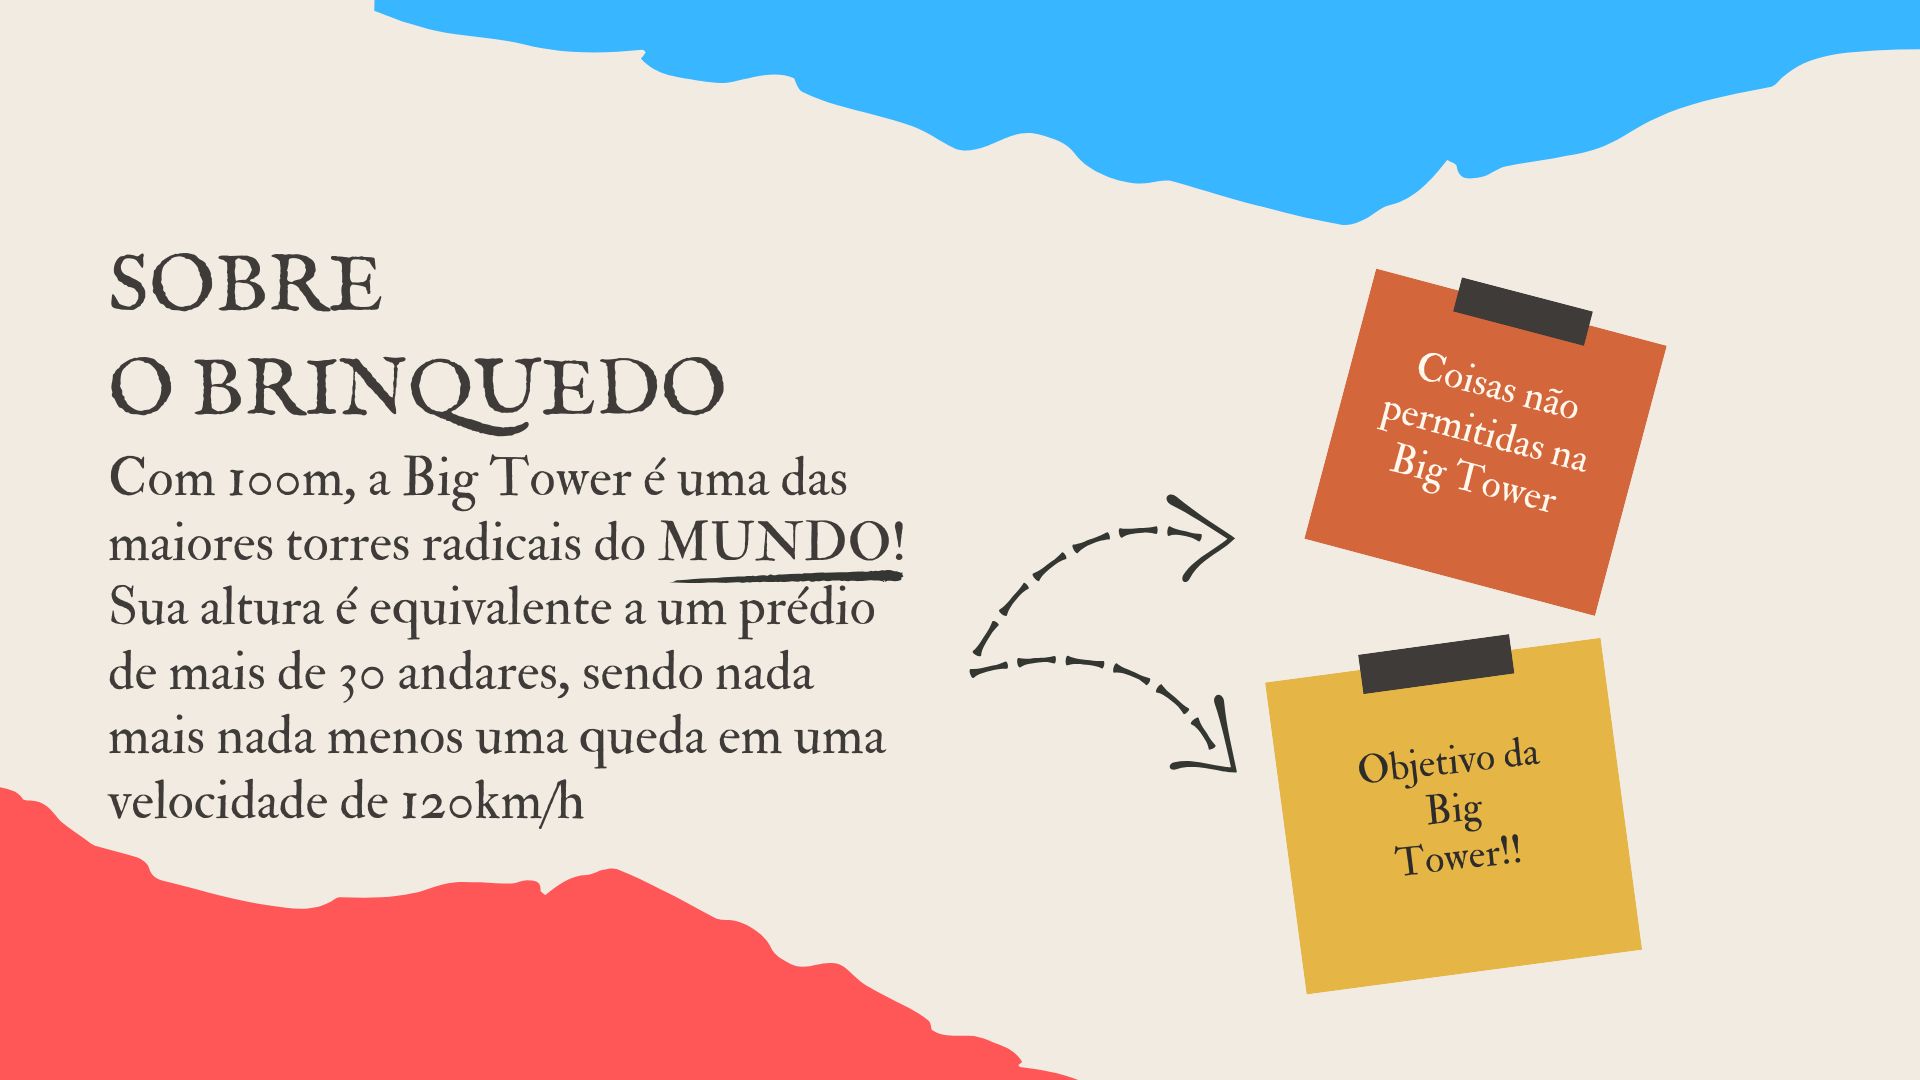 SOBRE
O BRINQUEDO
Com 100m, a Big Tower é uma das
maiores torres radicais do MUNDO!
Sua altura é equivalente a um prédio
de mais de 30 andares, sendo nada
mais nada menos uma queda em uma
velocidade de 120km/h
Coisas não
permitidas na
Big Tower
Objetivo da
Big
Tower!!